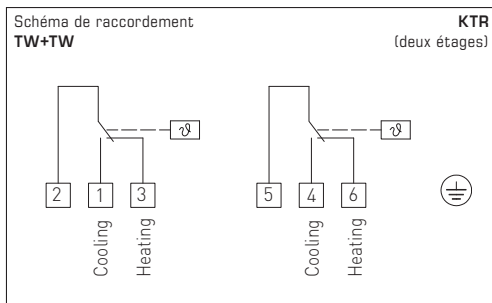 Schéma de raccordement KTR
TW+TW (deux étages)
ϑ ϑ
2 1 3 5 4 6
Cooling Heating Cooling Heating